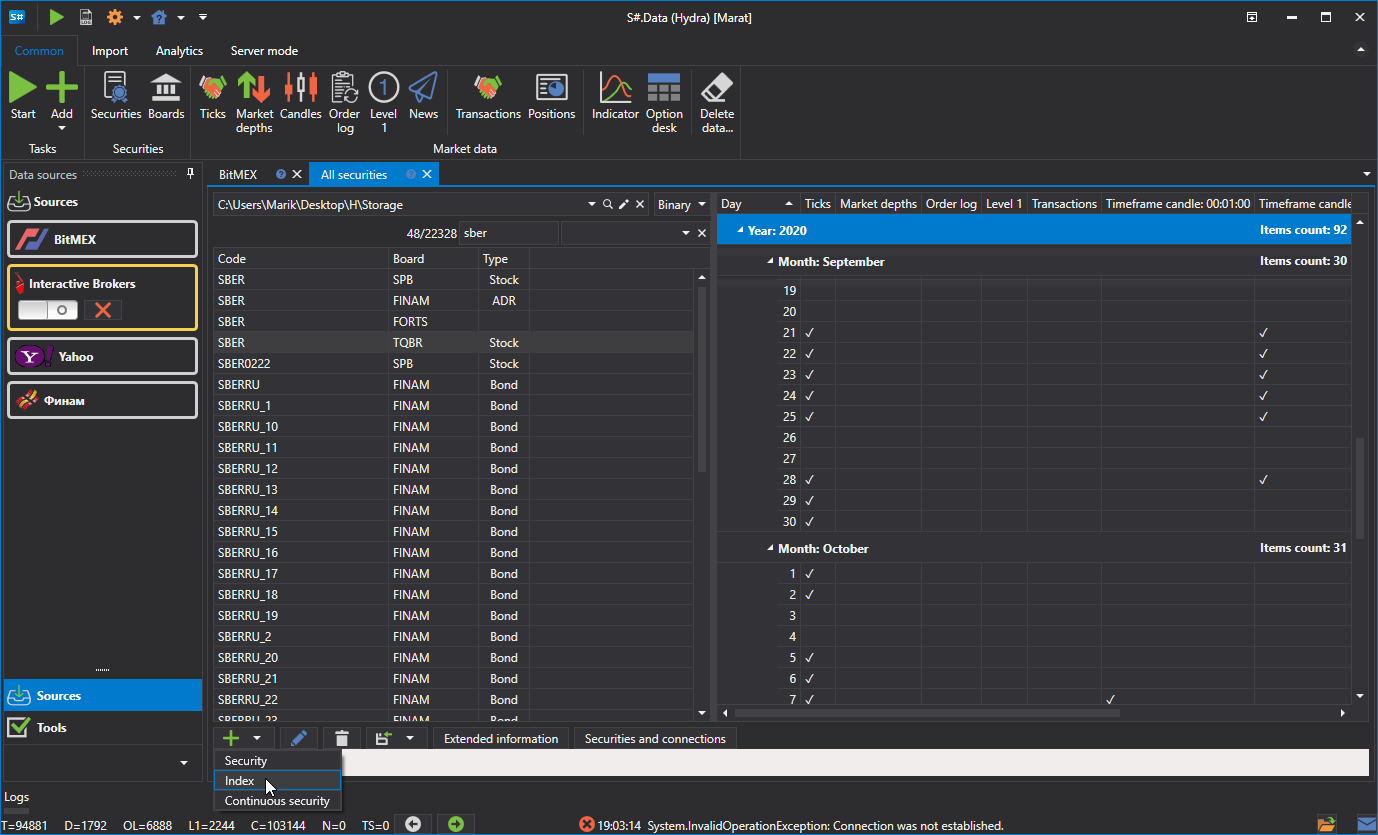 S#
S#.Data (Hydra) [Marat]
LOG
Common Import Analytics Server mode
Start
Add
Securities
Boards
Ticks
Market depths
Candles
Order log
1
Level 1
News
Transactions
Positions
Indicator
Option desk
Delete data...
Tasks Securities Market data
Data sources
Sources
BitMEX
Interactive Brokers
Y! Yahoo
Финам
Sources
Tools
BitMEX ? All securities ?
C:\Users\Marik\Desktop\H\Storage Binary
48/22328 sber
Code Board Type
SBER SPB Stock
SBER FINAM ADR
SBER FORTS
SBER TQBR Stock
SBER0222 SPB Stock
SBERRU FINAM Bond
SBERRU_1 FINAM Bond
SBERRU_10 FINAM Bond
SBERRU_11 FINAM Bond
SBERRU_12 FINAM Bond
SBERRU_13 FINAM Bond
SBERRU_14 FINAM Bond
SBERRU_15 FINAM Bond
SBERRU_16 FINAM Bond
SBERRU_17 FINAM Bond
SBERRU_18 FINAM Bond
SBERRU_19 FINAM Bond
SBERRU_2 FINAM Bond
SBERRU_20 FINAM Bond
SBERRU_21 FINAM Bond
SBERRU_22 FINAM Bond
SBERRU_23 FINAM Bond
Day Ticks Market depths Order log Level 1 Transactions Timeframe candle: 00:01:00 Timeframe candle
Year: 2020 Items count: 92
Month: September Items count: 30
19
20
21 ✓ ✓
22 ✓ ✓
23 ✓ ✓
24 ✓ ✓
25 ✓ ✓
26
27
28 ✓ ✓
29 ✓
30 ✓
Month: October Items count: 31
1 ✓
2 ✓
3
4
5 ✓
6 ✓
7 ✓ ✓
Extended information Securities and connections
Security
Index
Continuous security
Logs
T=94881 D=1792 OL=6888 L1=2244 C=103144 N=0 TS=0 19:03:14 System.InvalidOperationException: Connection was not established.